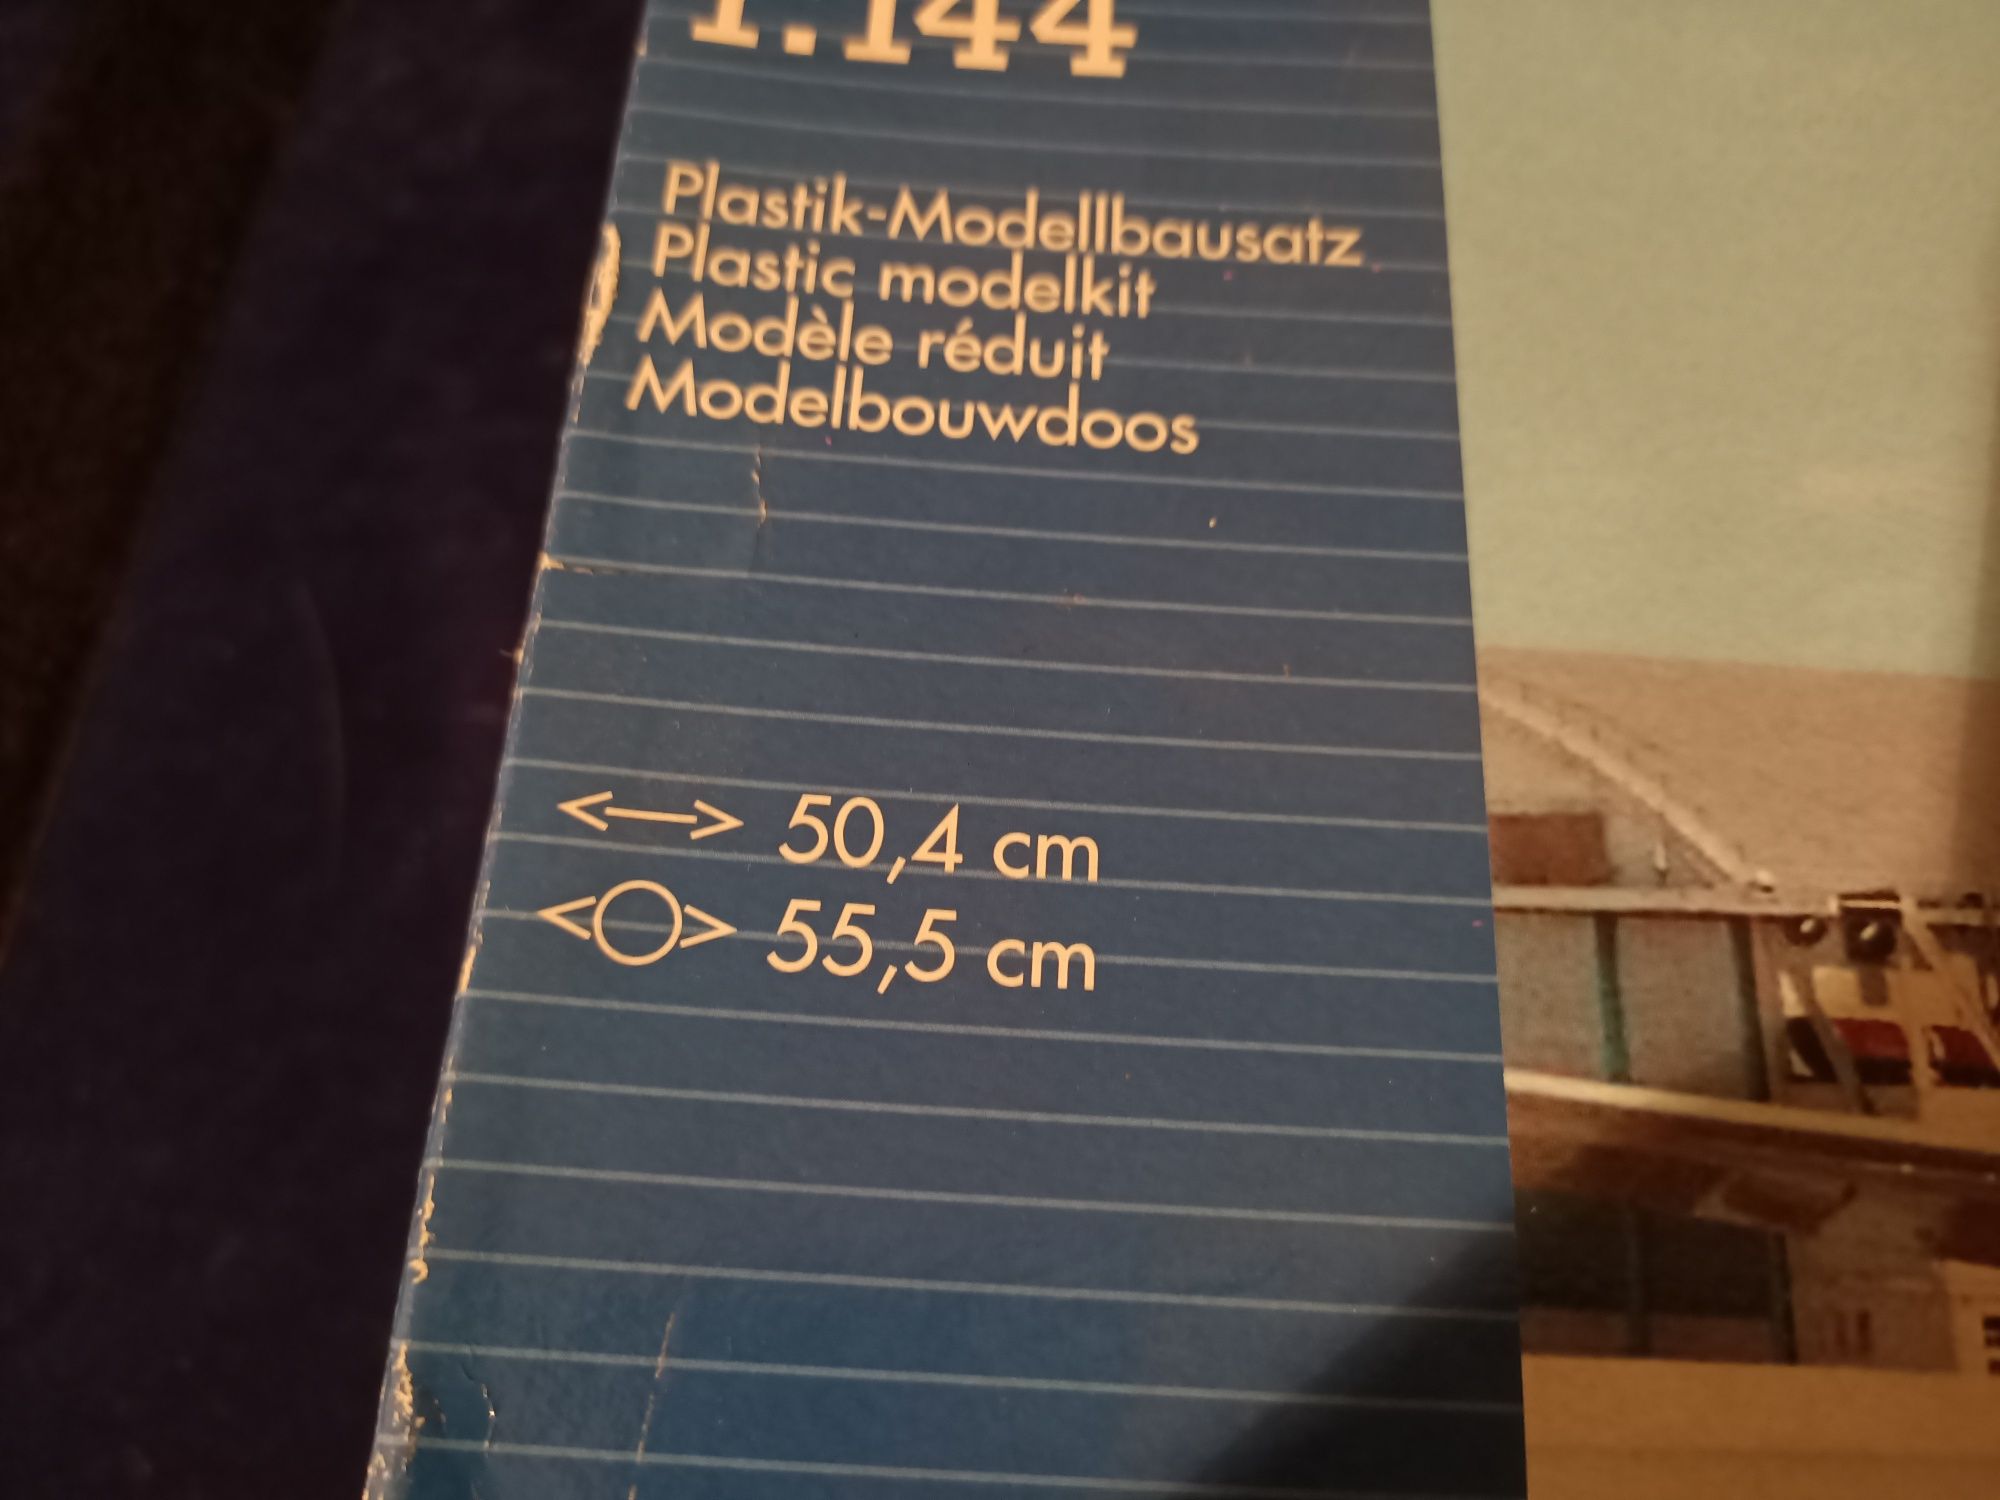 1:144
Plastik-Modellbausatz
Plastic modelkit
Modèle réduit
Modelbouwdoos
50,4 cm
55,5 cm